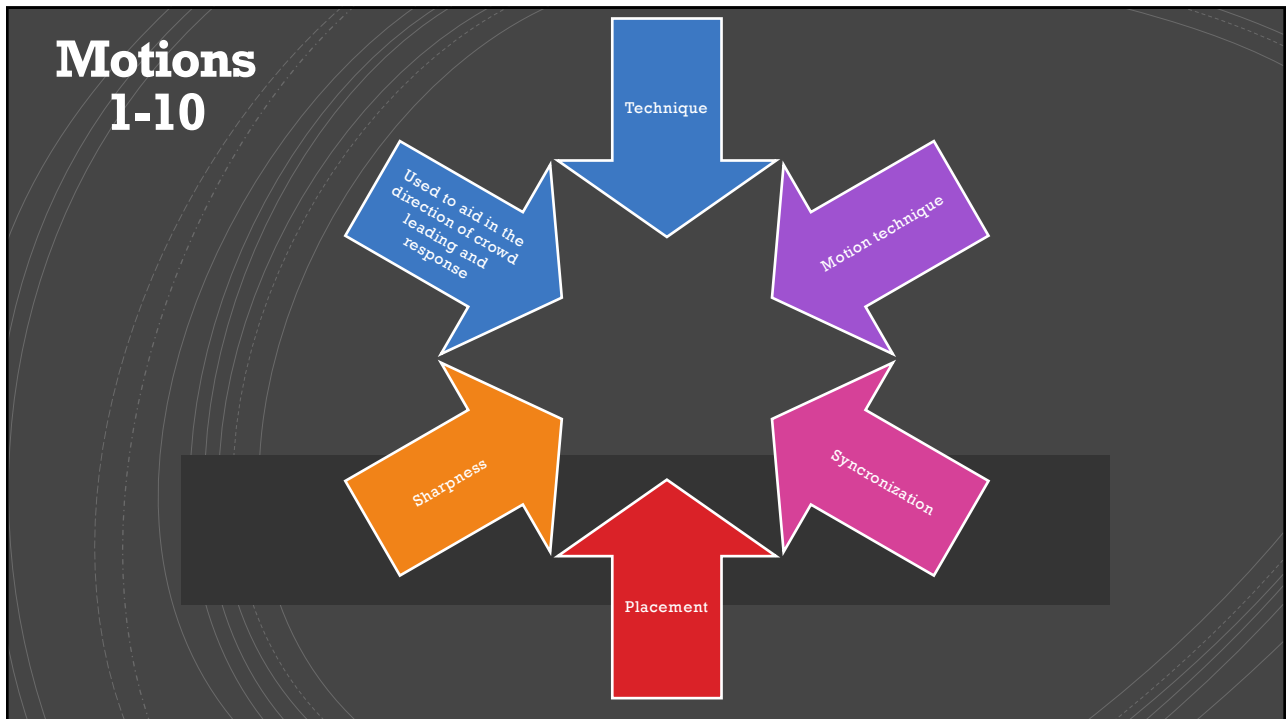 Motions
1-10
Technique
Motion technique
Syncronization
Placement
Sharpness
Used to aid in the
direction of crowd
leading and
response